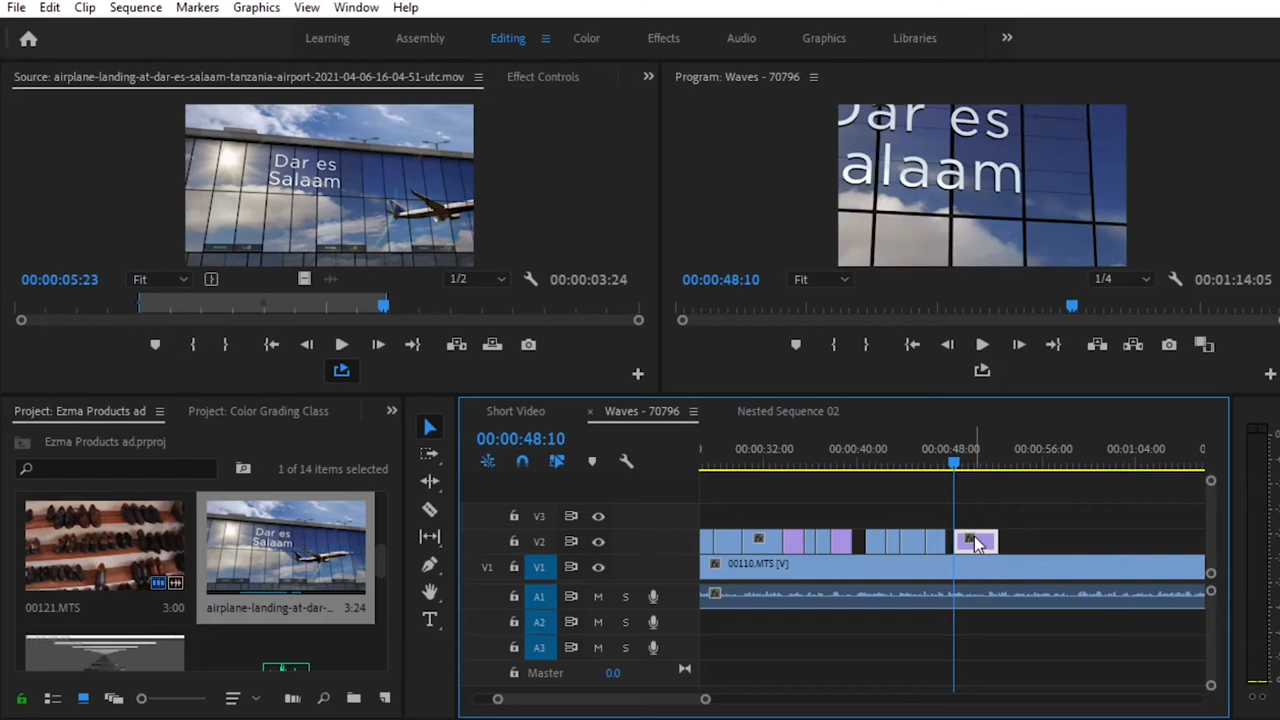 File Edit Clip Sequence Markers Graphics View Window Help
Learning Assembly Editing Color Effects Audio Graphics Libraries
Source: airplane-landing-at-dar-es-salaam-tanzania-airport-2021-04-06-16-04-51-utc.mov Effect Controls
Program: Waves - 70796
Dar es
Salaam
Dar es
Salaam
00:00:05:23 Fit 1/2 00:00:03:24
00:00:48:10 Fit 1/4 00:01:14:05
Project: Ezma Products ad Project: Color Grading Class
Ezma Products ad.prproj
1 of 14 items selected
Dar es
Salaam
00121.MTS 3:00
airplane-landing-at-dar-... 3:24
Short Video Waves - 70796 Nested Sequence 02
00:00:48:10
00:00:32:00 00:00:40:00 00:00:48:00 00:00:56:00 00:01:04:00 0
V3
V2 fx fx
V1 V1 fx 00110.MTS [V]
A1 M S fx
A2 M S
A3 M S
Master 0.0